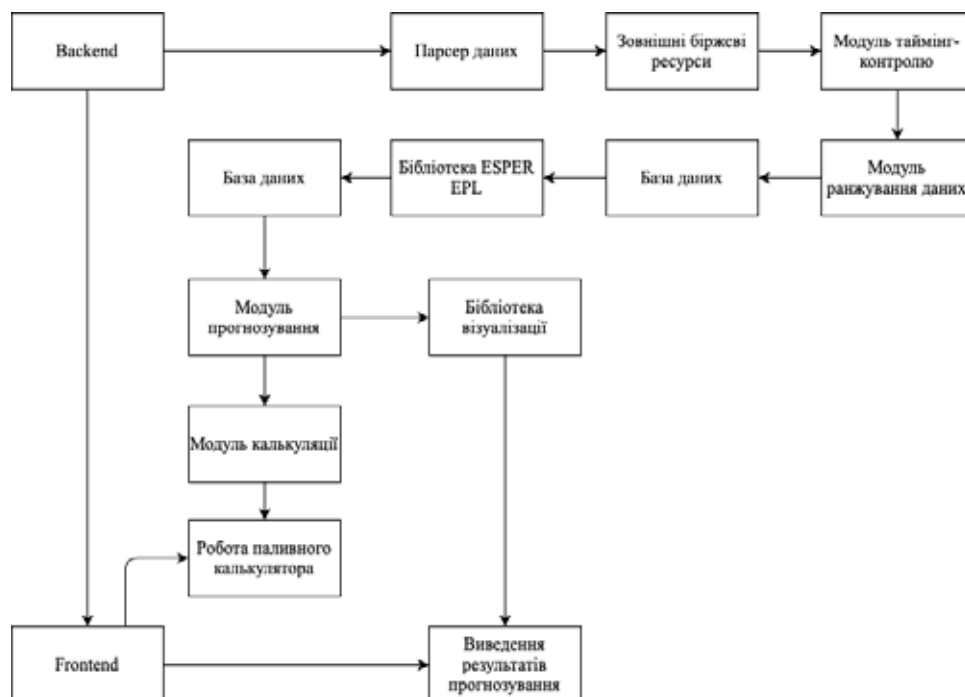 Backend
Парсер даних
Зовнішні біржеві
ресурси
Модуль таймінг-
контролю
База даних
Бібліотека ESPER
EPL
База даних
Модуль
ранжування даних
Модуль
прогнозування
Бібліотека
візуалізації
Модуль калькуляції
Робота паливного
калькулятора
Frontend
Виведення
результатів
прогнозування